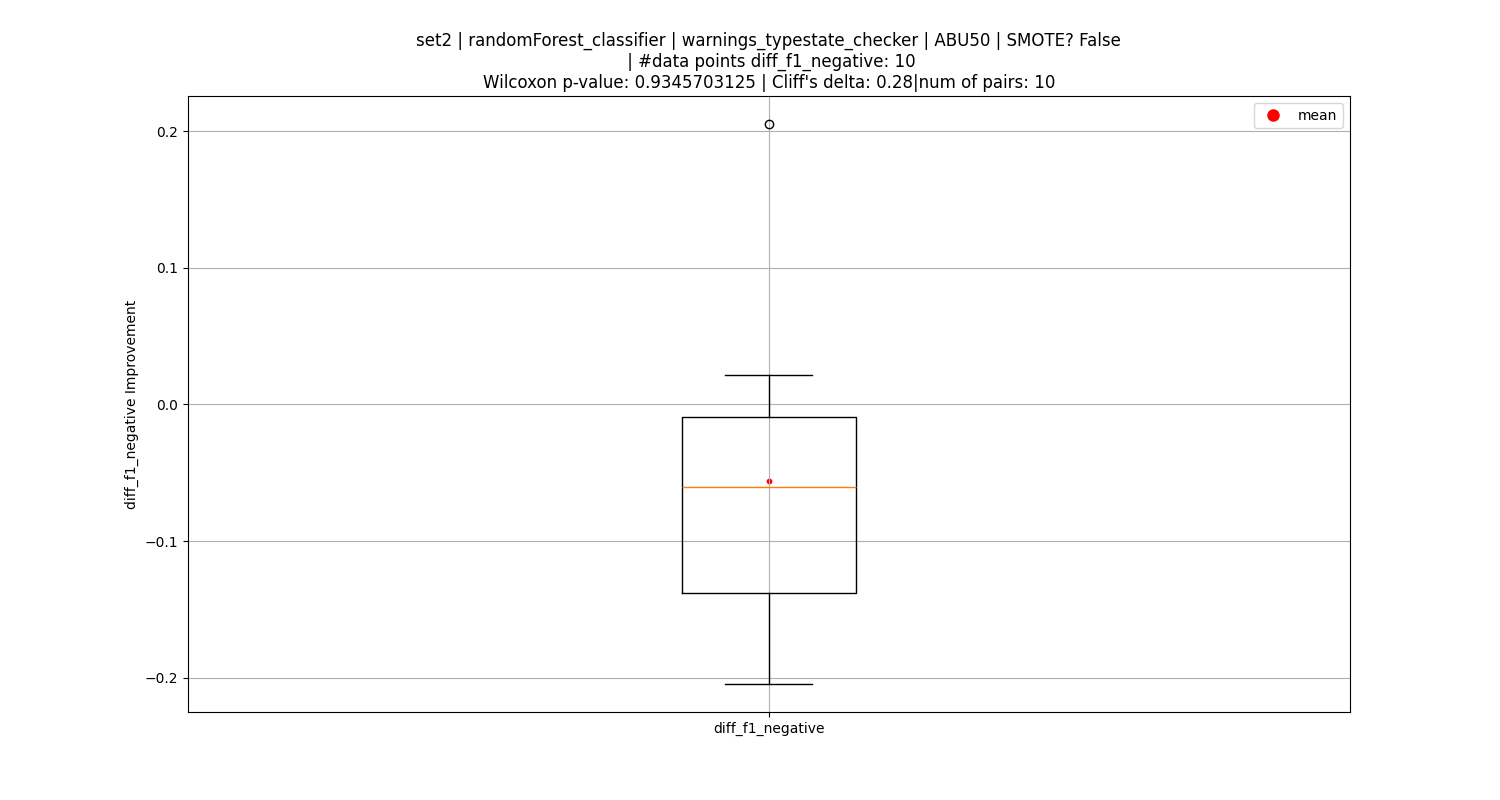 set2 | randomForest_classifier | warnings_typestate_checker | ABU50 | SMOTE? False
| #data points diff_f1_negative: 10
Wilcoxon p-value: 0.9345703125 | Cliff's delta: 0.28|num of pairs: 10
mean
0.2
0.1
0.0
−0.1
−0.2
diff_f1_negative Improvement
diff_f1_negative